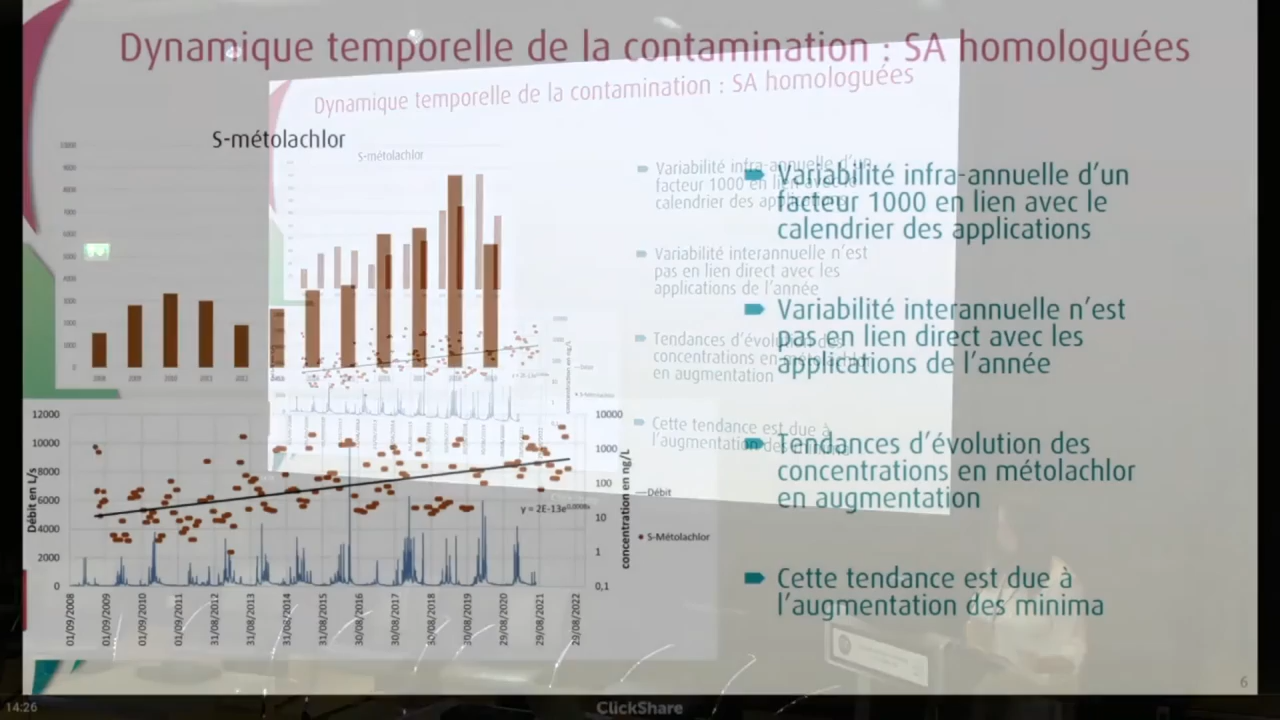 Dynamique temporelle de la contamination : SA homologuées
Dynamique temporelle de la contamination : SA homologuées
S-métolachlor
S-métolachlor
Variabilité infra-annuelle d'un
facteur 1000 en lien avec le
calendrier des applications
Variabilité interannuelle n'est
pas en lien direct avec les
applications de l'année
Tendances d'évolution des
concentrations en métolachlor
en augmentation
Cette tendance est due à
l'augmentation des minima
Variabilité infra-annuelle d'un
facteur 1000 en lien avec le
calendrier des applications
Variabilité interannuelle n'est
pas en lien direct avec les
applications de l'année
Tendances d'évolution des
concentrations en métolachlor
en augmentation
Cette tendance est due à
l'augmentation des minima
2008 2009 2010 2011 2012
12000
10000
8000
6000
4000
2000
0
Débit en L/s
10000
1000
100
10
1
0,1
concentration en ng/L
Débit
S-Métolachlor
01/09/2008
01/09/2009
01/09/2010
01/09/2011
31/08/2012
31/08/2013
31/08/2014
31/08/2015
30/08/2016
30/08/2017
30/08/2018
30/08/2019
29/08/2020
29/08/2021
29/08/2022
6
14:26
ClickShare